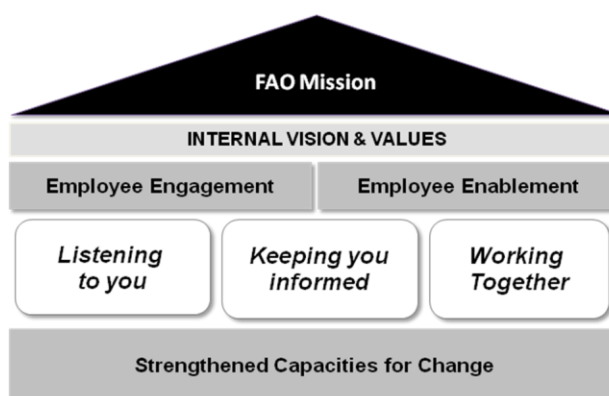 FAO Mission
INTERNAL VISION & VALUES
Employee Engagement
Employee Enablement
Listening
to you
Keeping you
informed
Working
Together
Strengthened Capacities for Change